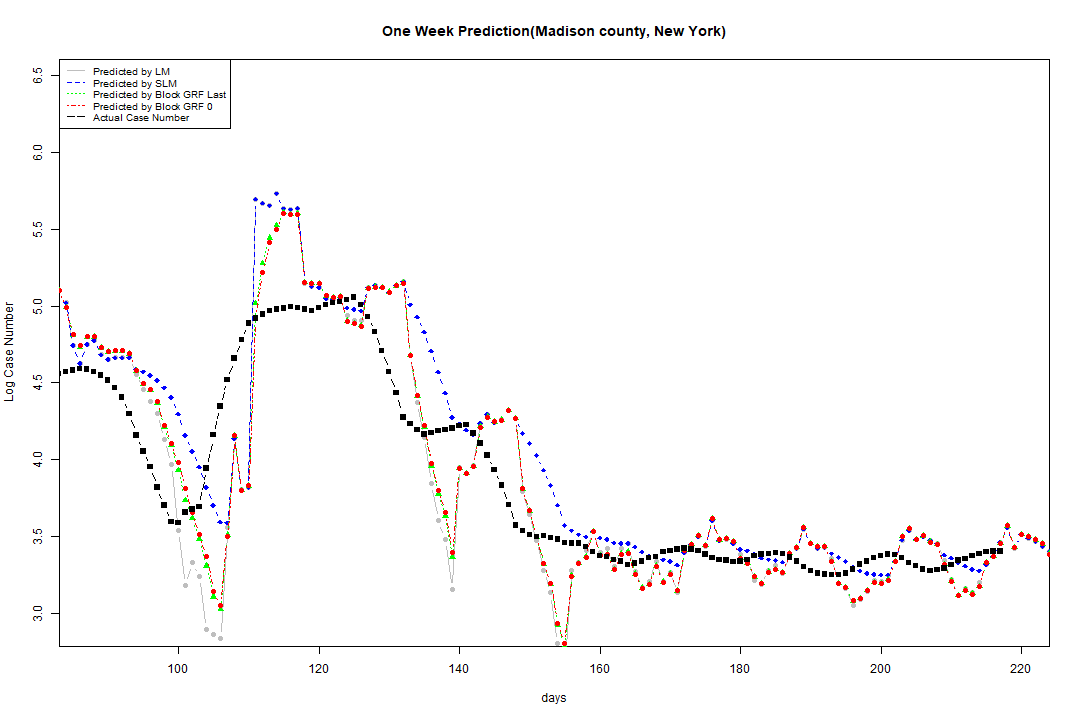 One Week Prediction(Madison county, New York)
Predicted by LM
Predicted by SLM
Predicted by Block GRF Last
Predicted by Block GRF 0
Actual Case Number
6.5
6.0
5.5
5.0
4.5
4.0
3.5
3.0
Log Case Number
100 120 140 160 180 200 220
days